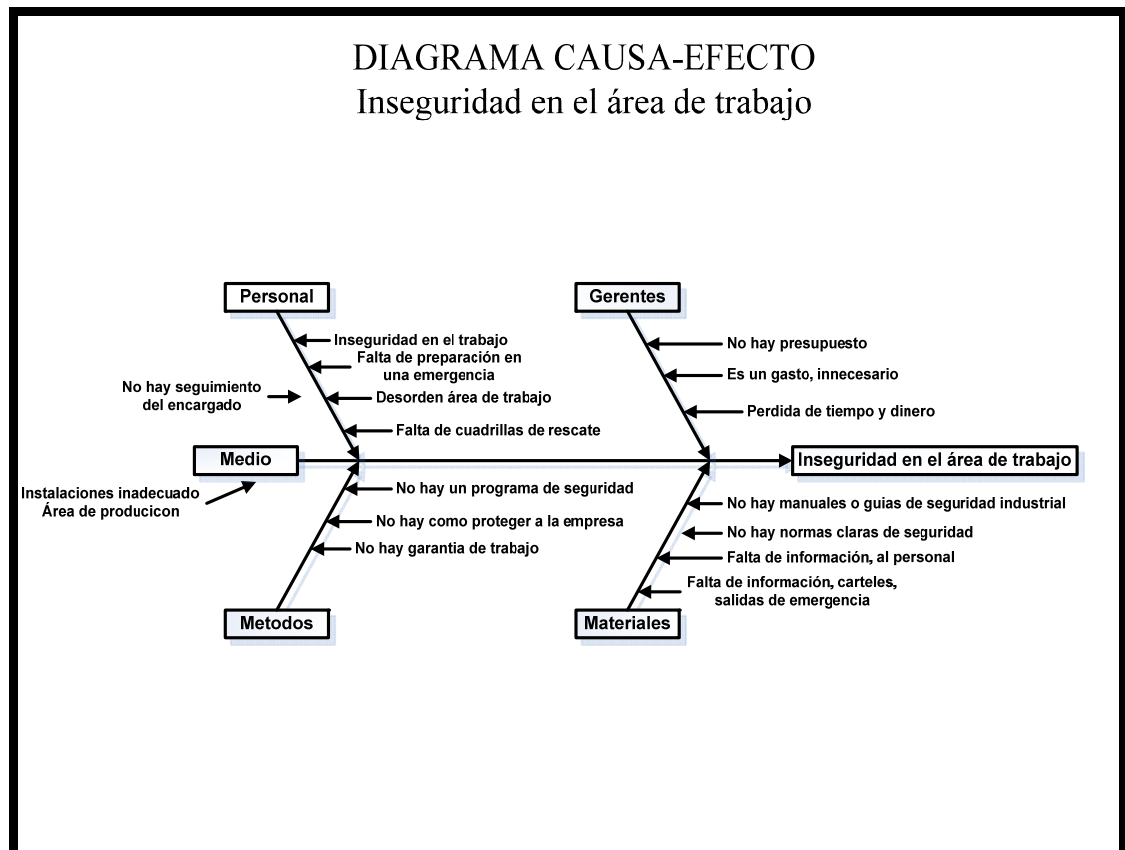 DIAGRAMA CAUSA-EFECTO
Inseguridad en el área de trabajo
Personal
Gerentes
Inseguridad en el trabajo
Falta de preparación en
una emergencia
No hay seguimiento
del encargado
Desorden área de trabajo
Falta de cuadrillas de rescate
No hay presupuesto
Es un gasto, innecesario
Perdida de tiempo y dinero
Medio
Inseguridad en el área de trabajo
Instalaciones inadecuado
Área de producicon
No hay un programa de seguridad
No hay como proteger a la empresa
No hay garantia de trabajo
No hay manuales o guias de seguridad industrial
No hay normas claras de seguridad
Falta de información, al personal
Falta de información, carteles,
salidas de emergencia
Metodos
Materiales